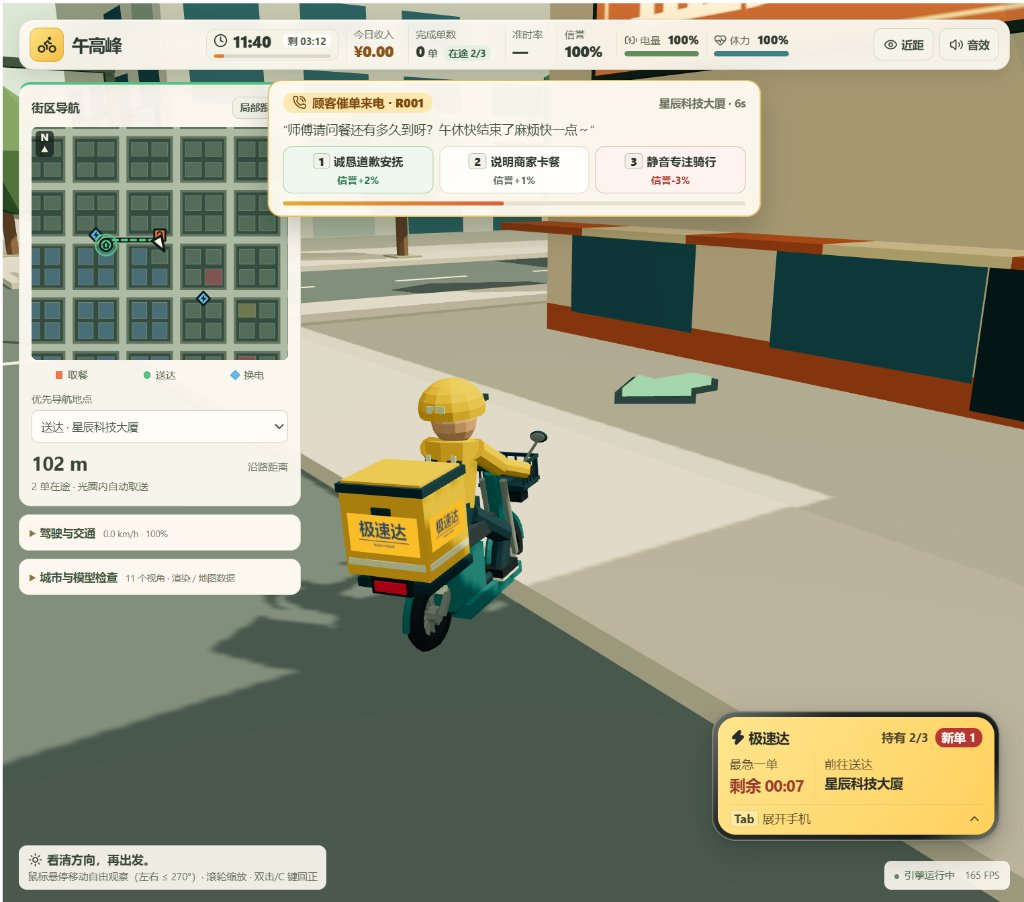 午高峰
11:40 剩 03:12
今日收入
¥0.00
完成单数
0 单 在途 2/3
准时率
—
信誉
100%
电量 100%
体力 100%
近距
音效
街区导航
局部
N
取餐 送达 换电
优先导航地点
送达 · 星辰科技大厦
102 m 沿路距离
2 单在途 · 光圈内自动取送
驾驶与交通 0.0 km/h · 100%
城市与模型检查 11 个视角 · 渲染 / 地图数据
顾客催单来电 · R001 星辰科技大厦 · 6s
“师傅请问餐还有多久到呀？午休快结束了麻烦快一点～”
1 诚恳道歉安抚
信誉+2%
2 说明商家卡餐
信誉+1%
3 静音专注骑行
信誉-3%
极速达
极速达
极速达 持有 2/3 新单 1
最急一单
剩余 00:07
前往送达
星辰科技大厦
Tab 展开手机
看清方向，再出发。
鼠标悬停移动自由观察（左右 ≤ 270°）· 滚轮缩放 · 双击/C 键回正
引擎运行中 165 FPS